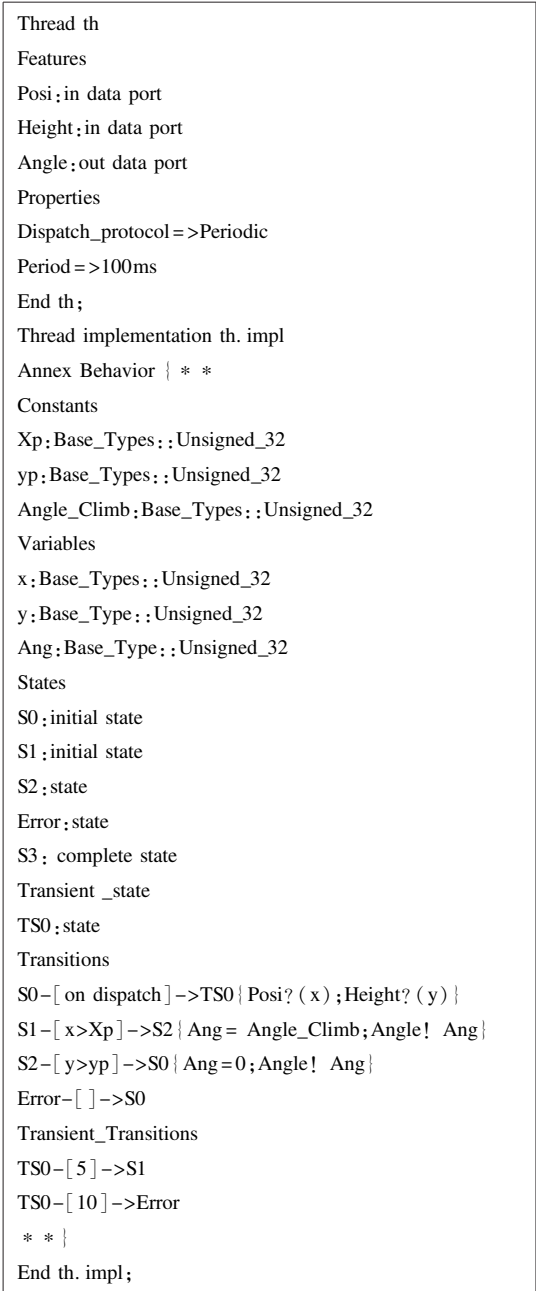 Thread th
Features
Posi:in data port
Height:in data port
Angle:out data port
Properties
Dispatch_protocol=>Periodic
Period=>100ms
End th;
Thread implementation th. impl
Annex Behavior { * *
Constants
Xp:Base_Types::Unsigned_32
yp:Base_Types::Unsigned_32
Angle_Climb:Base_Types::Unsigned_32
Variables
x:Base_Types::Unsigned_32
y:Base_Type::Unsigned_32
Ang:Base_Type::Unsigned_32
States
S0:initial state
S1:initial state
S2:state
Error:state
S3: complete state
Transient _state
TS0:state
Transitions
S0-[on dispatch]->TS0{Posi?(x);Height?(y)}
S1-[x>Xp]->S2{Ang= Angle_Climb;Angle! Ang}
S2-[y>yp]->S0{Ang=0;Angle! Ang}
Error-[ ]->S0
Transient_Transitions
TS0-[5]->S1
TS0-[10]->Error
* * }
End th. impl;